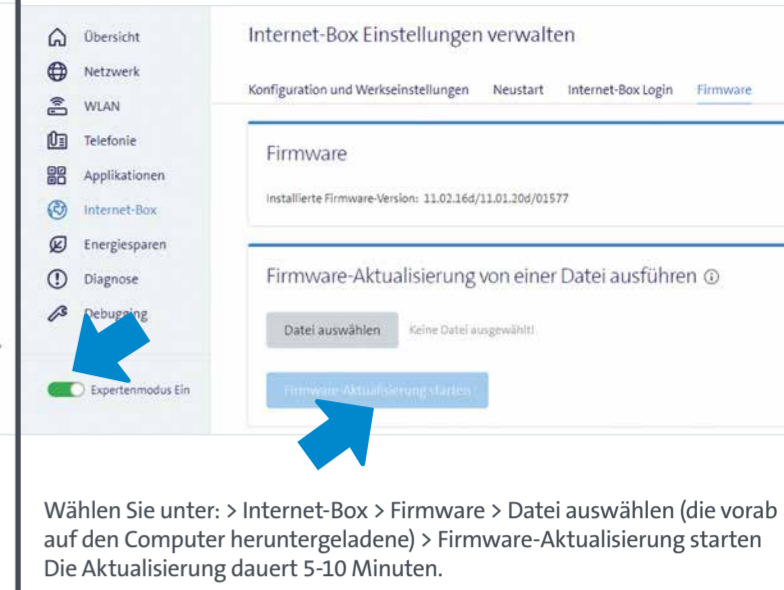 Übersicht
Netzwerk
WLAN
Telefonie
Applikationen
Internet-Box
Energiesparen
Diagnose
Debugging
Expertenmodus Ein
Internet-Box Einstellungen verwalten
Konfiguration und Werkseinstellungen Neustart Internet-Box Login Firmware
Firmware
Installierte Firmware-Version: 11.02.16d/11.01.20d/01577
Firmware-Aktualisierung von einer Datei ausführen
Datei auswählen Keine Datei ausgewählt!
Firmware-Aktualisierung starten
Wählen Sie unter: > Internet-Box > Firmware > Datei auswählen (die vorab
auf den Computer heruntergeladene) > Firmware-Aktualisierung starten
Die Aktualisierung dauert 5-10 Minuten.